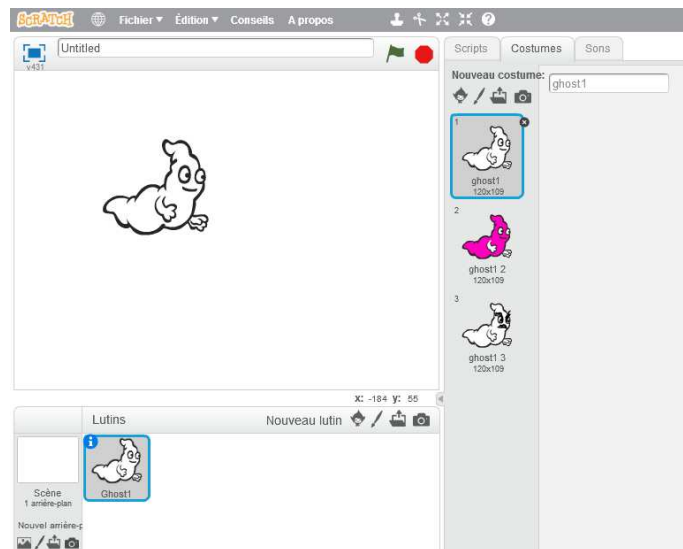 SCRATCH Fichier▼ Édition▼ Conseils A propos
v431
Untitled
Scripts Costumes Sons
Nouveau costume:
ghost1
1
ghost1
120x109
2
ghost1 2
120x109
3
ghost1 3
120x109
x: -184 y: 55
Lutins Nouveau lutin
Scène
1 arrière-plan
Ghost1
Nouvel arrière-p